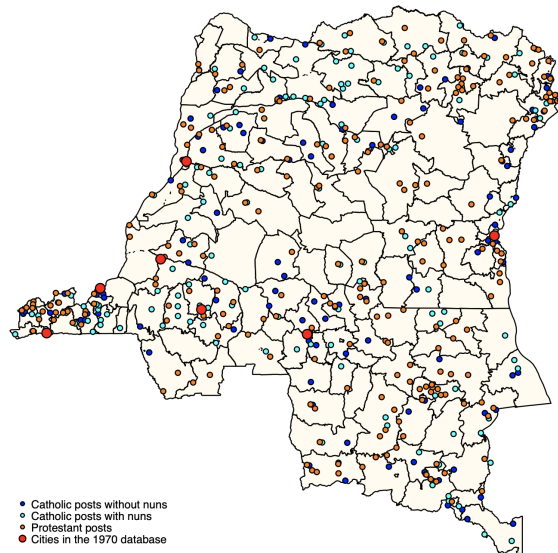 Catholic posts without nuns
Catholic posts with nuns
Protestant posts
Cities in the 1970 database